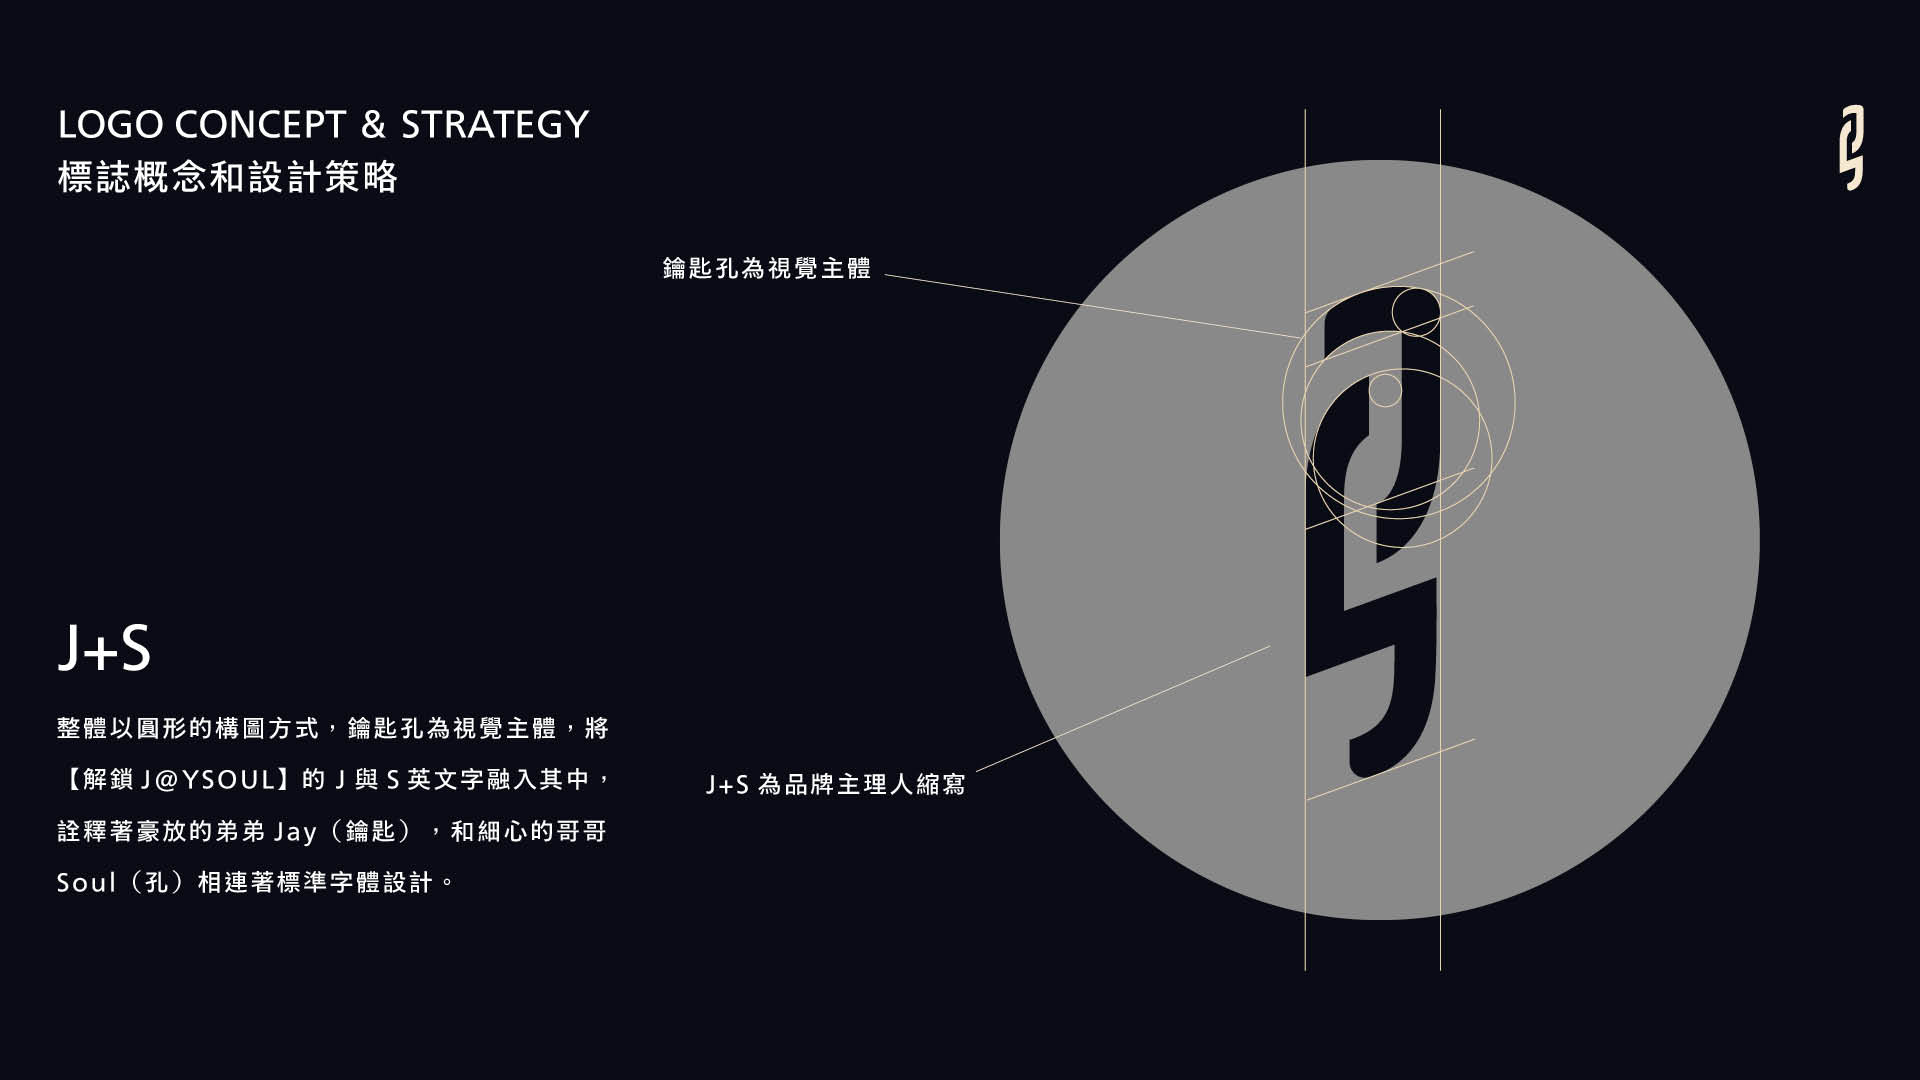 LOGO CONCEPT & STRATEGY
標誌概念和設計策略
鑰匙孔為視覺主體
J+S
整體以圓形的構圖方式，鑰匙孔為視覺主體，將
【解鎖 J@YSOUL】的 J 與 S 英文字融入其中，
詮釋著豪放的弟弟 Jay（鑰匙），和細心的哥哥
Soul（孔）相連著標準字體設計。
J+S 為品牌主理人縮寫